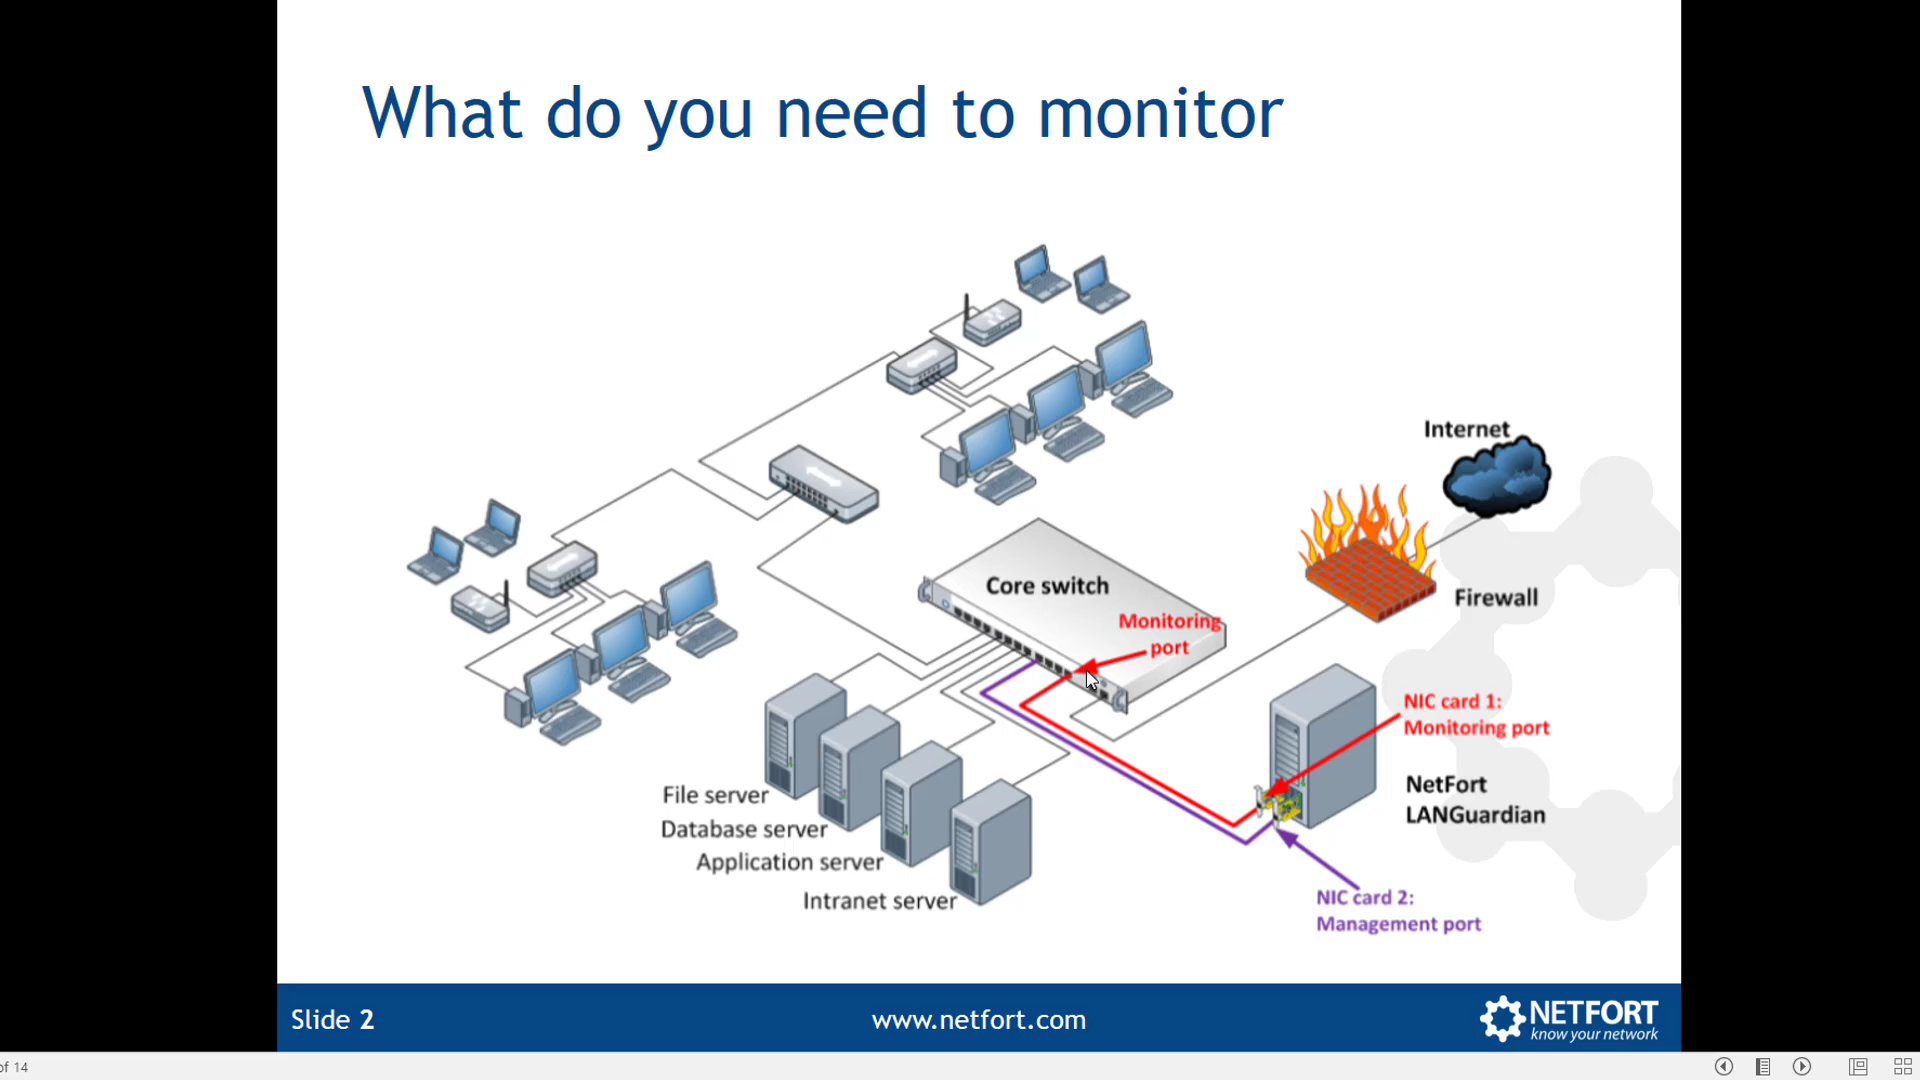 What do you need to monitor
Internet
Core switch
Firewall
Monitoring
port
NIC card 1:
Monitoring port
File server
NetFort
Database server
LANGuardian
Application server
Intranet server
NIC card 2:
Management port
Slide 2
www.netfort.com
NETFORT
know your network
of 14